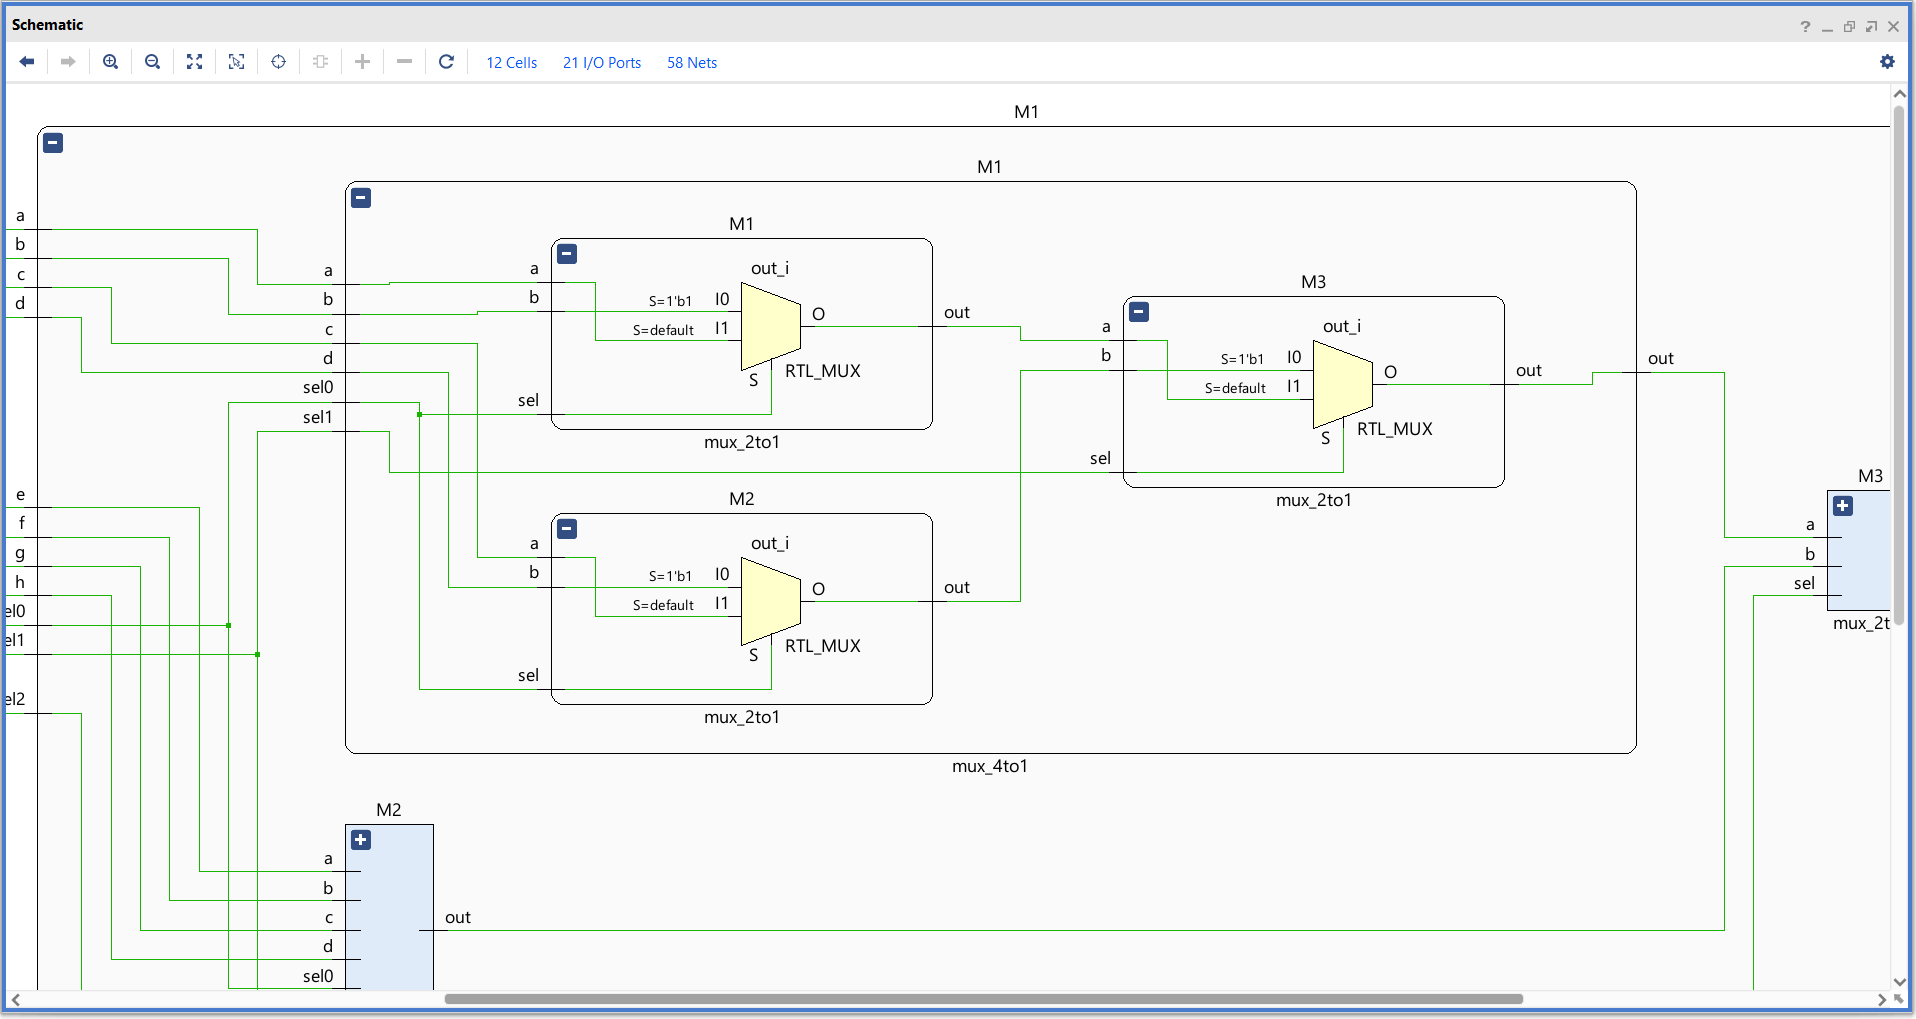 Schematic
?
12 Cells 21 I/O Ports 58 Nets
M1
M1
a
b
c
d
M1
a
b
c
d
sel0
sel1
a
b
sel
out_i
S=1'b1 I0
S=default I1
O
S
RTL_MUX
out
mux_2to1
M3
a
b
sel
out_i
S=1'b1 I0
S=default I1
O
S
RTL_MUX
out
mux_2to1
out
M2
a
b
sel
out_i
S=1'b1 I0
S=default I1
O
S
RTL_MUX
out
mux_2to1
mux_4to1
e
f
g
h
el0
el1
el2
M3
a
b
sel
mux_2t
M2
a
b
c
d
sel0
out